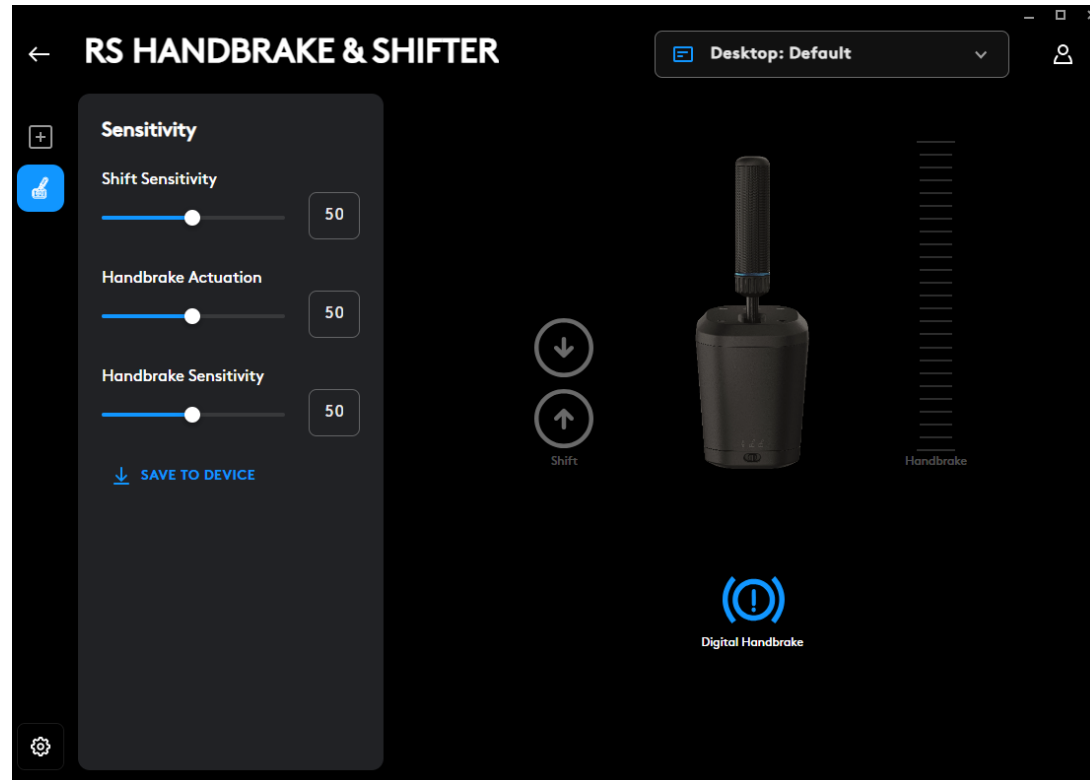 RS HANDBRAKE & SHIFTER
Desktop: Default
Sensitivity
Shift Sensitivity
50
Handbrake Actuation
50
Handbrake Sensitivity
50
SAVE TO DEVICE
Shift
Handbrake
Digital Handbrake